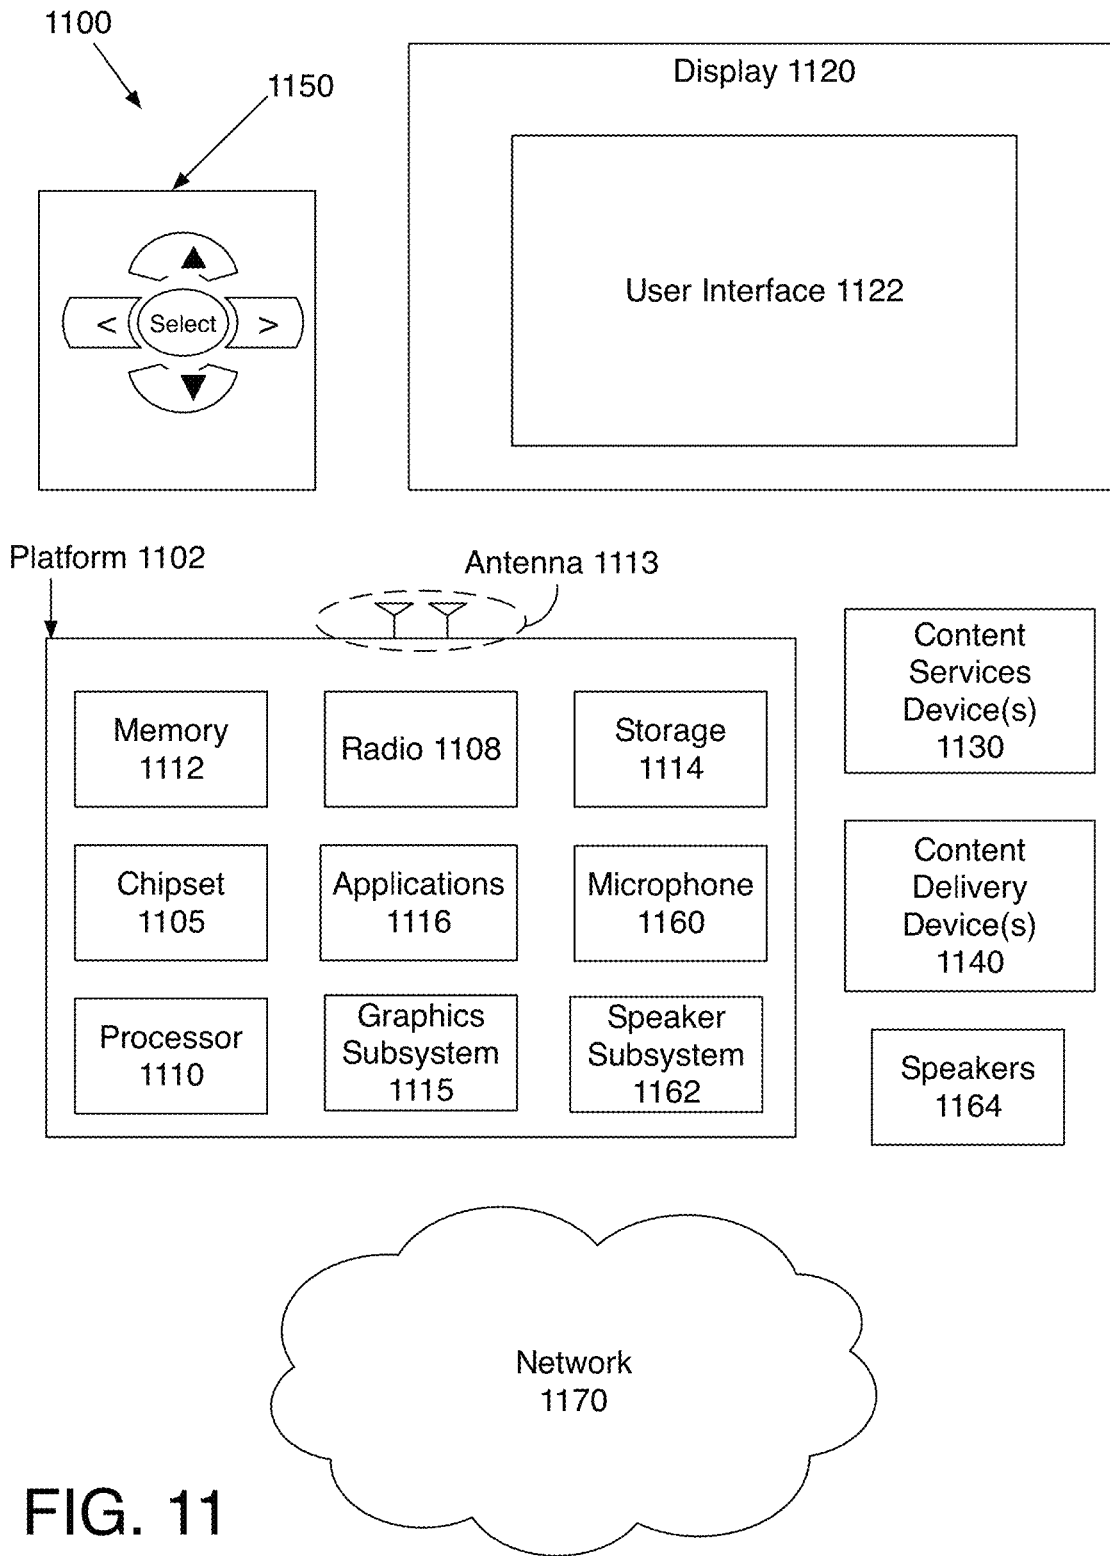 1100
1150
Display 1120
User Interface 1122
<
Select
>
Platform 1102
Antenna 1113
Memory
1112
Radio 1108
Storage
1114
Chipset
1105
Applications
1116
Microphone
1160
Processor
1110
Graphics
Subsystem
1115
Speaker
Subsystem
1162
Content
Services
Device(s)
1130
Content
Delivery
Device(s)
1140
Speakers
1164
Network
1170
FIG. 11